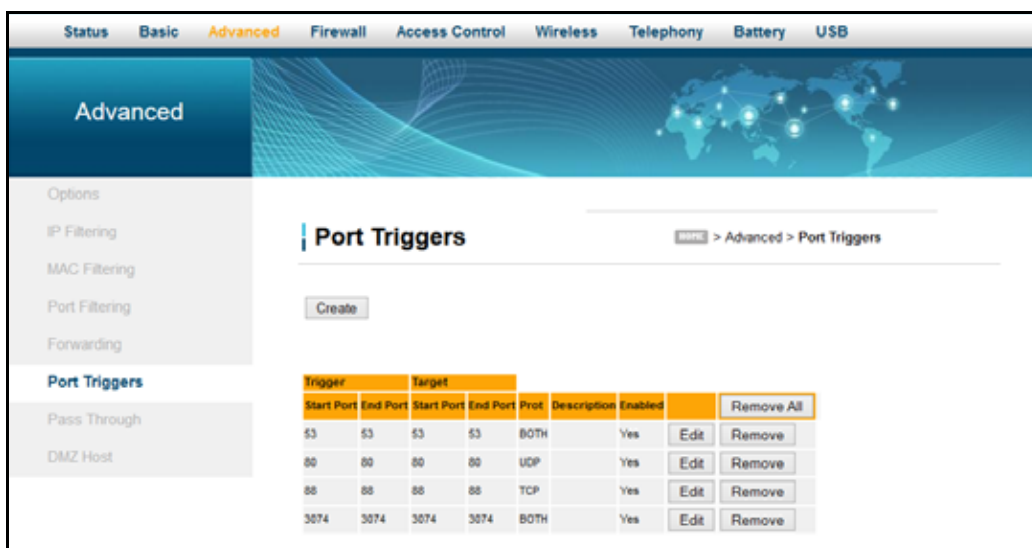 Status Basic Advanced Firewall Access Control Wireless Telephony Battery USB
Advanced
Options
IP Filtering
MAC Filtering
Port Filtering
Forwarding
Port Triggers
Pass Through
DMZ Host
Port Triggers
HOME > Advanced > Port Triggers
Create
Trigger Target
Start Port End Port Start Port End Port Prot Description Enabled Remove All
53 53 53 53 BOTH Yes Edit Remove
80 80 80 80 UDP Yes Edit Remove
88 88 88 88 TCP Yes Edit Remove
3074 3074 3074 3074 BOTH Yes Edit Remove